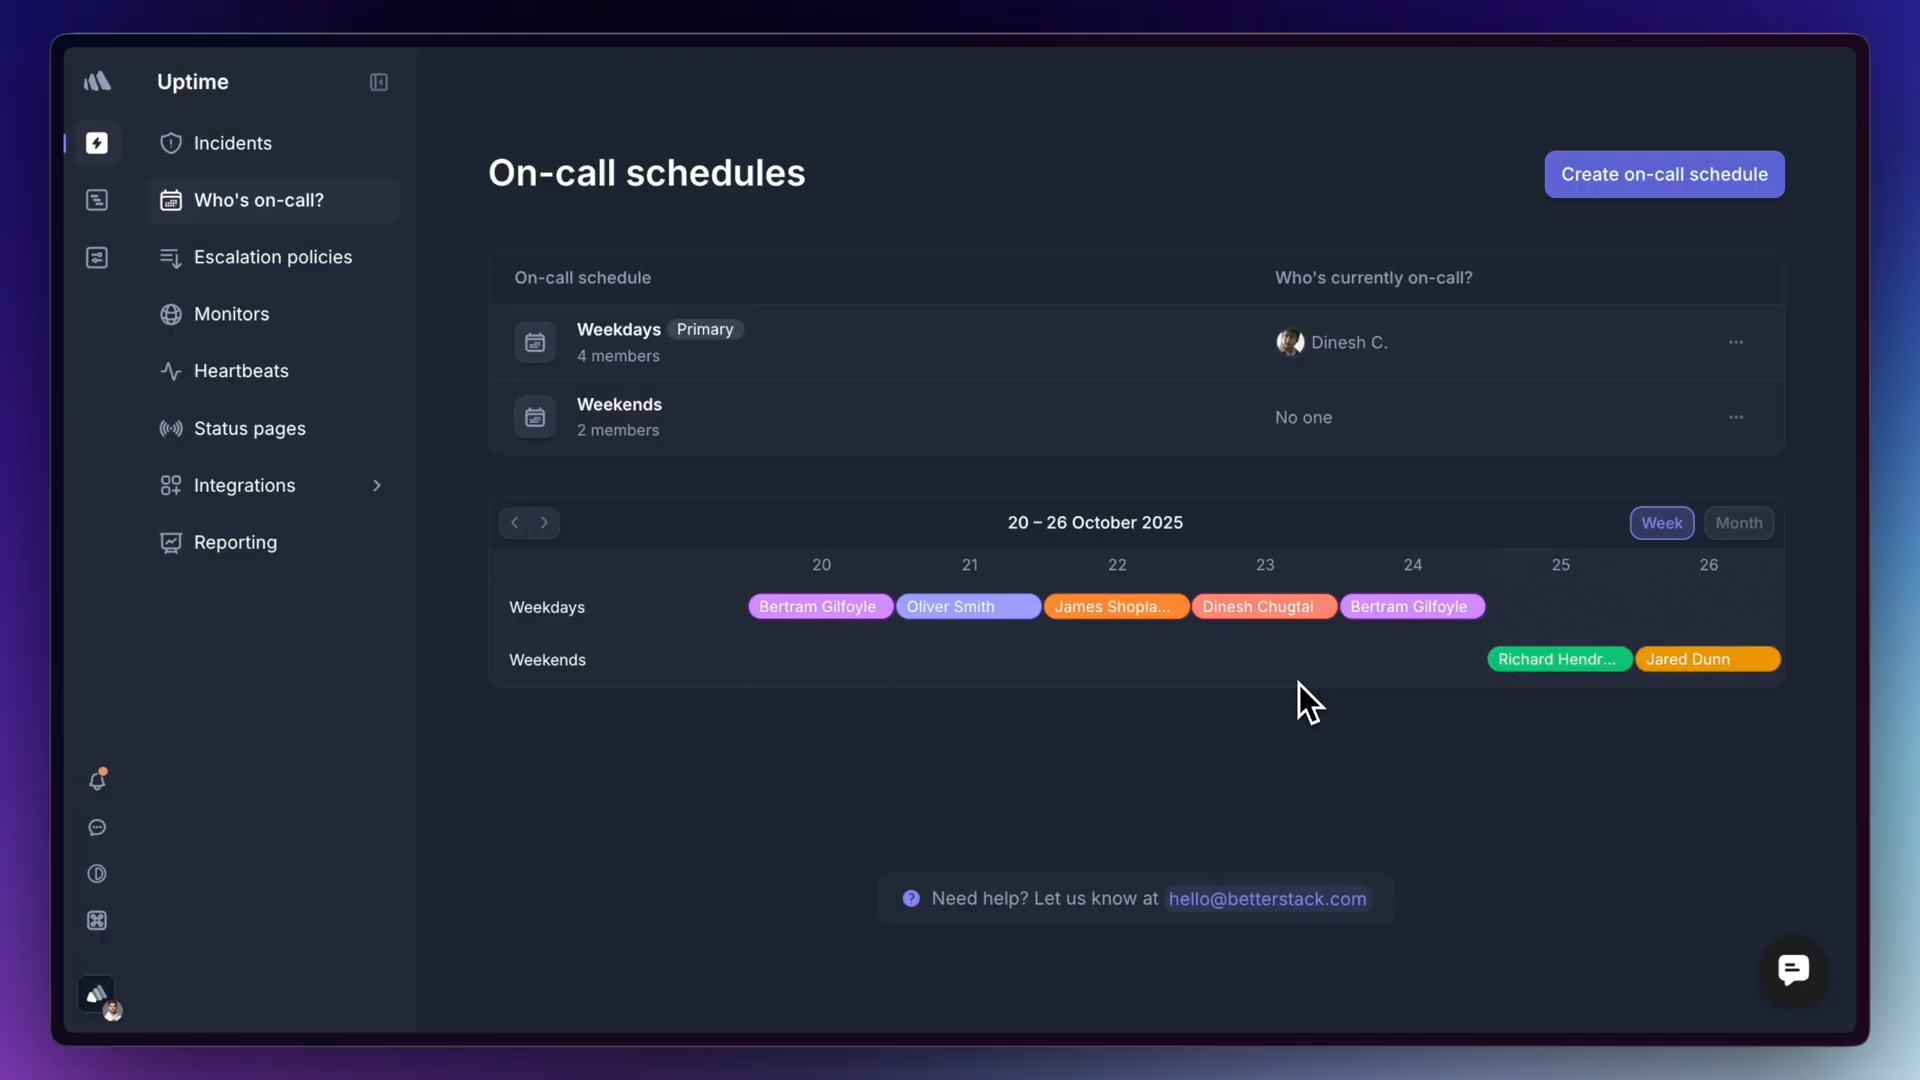 Uptime
Incidents
Who's on-call?
Escalation policies
Monitors
Heartbeats
Status pages
Integrations
Reporting
On-call schedules
Create on-call schedule
On-call schedule
Who's currently on-call?
Weekdays Primary
4 members
Dinesh C.
Weekends
2 members
No one
20 – 26 October 2025
Week Month
20 21 22 23 24 25 26
Weekdays Bertram Gilfoyle Oliver Smith James Shopla... Dinesh Chugtai Bertram Gilfoyle
Weekends Richard Hendr... Jared Dunn
Need help? Let us know at hello@betterstack.com